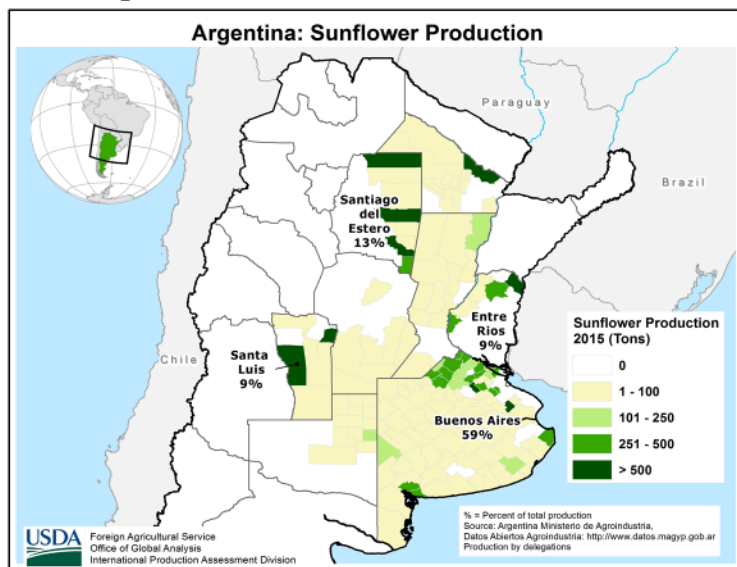 Argentina: Sunflower Production
Paraguay
Brazil
Chile
Santiago
del
Estero
13%
Entre
Rios
9%
Santa
Luis
9%
Buenos Aires
59%
Sunflower Production
2015 (Tons)
0
1 - 100
101 - 250
251 - 500
> 500
% = Percent of total production
Source: Argentina Ministerio de Agroindustria,
Datos Abiertos Agroindustria: http://www.datos.magyp.gob.ar
Production by delegations
USDA
Foreign Agricultural Service
Office of Global Analysis
International Production Assessment Division